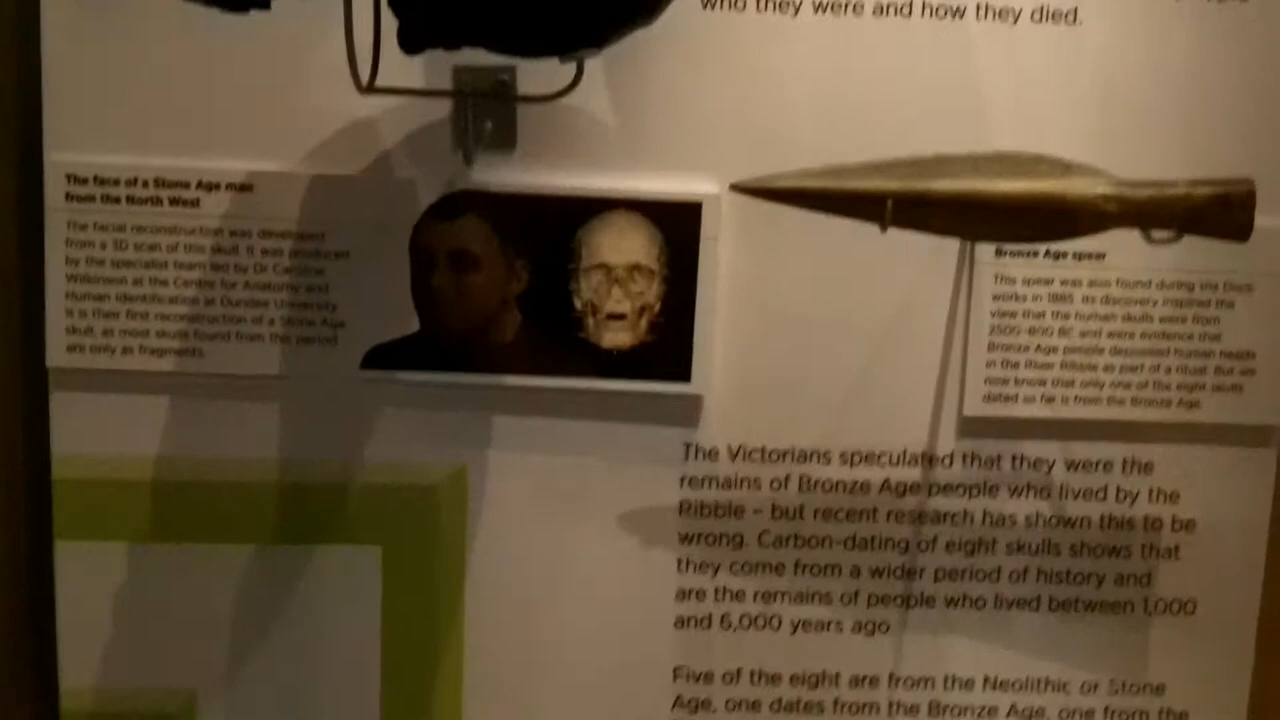 who they were and how they died.
The face of a Stone Age man
from the North West
The facial reconstruction was developed
from a 3D scan of this skull. It was produced
by the specialist team led by Dr Caroline
Wilkinson at the Centre for Anatomy and
Human Identification at Dundee University.
It is their first reconstruction of a Stone Age
skull, as most skulls found from this period
are only as fragments.
Bronze Age spear
This spear was also found during the Dock
works in 1885. Its discovery inspired the
view that the human skulls were from
2500-800 BC and were evidence that
Bronze Age people deposited human heads
in the River Ribble as part of a ritual. But we
now know that only one of the eight skulls
dated so far is from the Bronze Age.
The Victorians speculated that they were the
remains of Bronze Age people who lived by the
Ribble – but recent research has shown this to be
wrong. Carbon-dating of eight skulls shows that
they come from a wider period of history and
are the remains of people who lived between 1,000
and 6,000 years ago
Five of the eight are from the Neolithic or Stone
Age, one dates from the Bronze Age, one from the